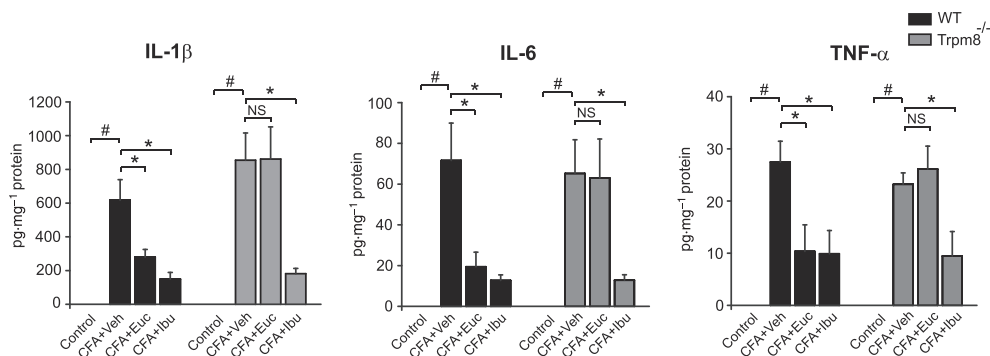 WT
Trpm8-/-
IL-1β
IL-6
TNF-α
pg·mg−1 protein
1200
1000
800
600
400
200
0
#
*
*
#
*
NS
Control
CFA+Veh
CFA+Euc
CFA+Ibu
Control
CFA+Veh
CFA+Euc
CFA+Ibu
pg·mg−1 protein
100
80
60
40
20
0
#
*
*
#
*
NS
Control
CFA+Veh
CFA+Euc
CFA+Ibu
Control
CFA+Veh
CFA+Euc
CFA+Ibu
pg·mg−1 protein
40
30
20
10
0
#
*
*
#
*
NS
Control
CFA+Veh
CFA+Euc
CFA+Ibu
Control
CFA+Veh
CFA+Euc
CFA+Ibu